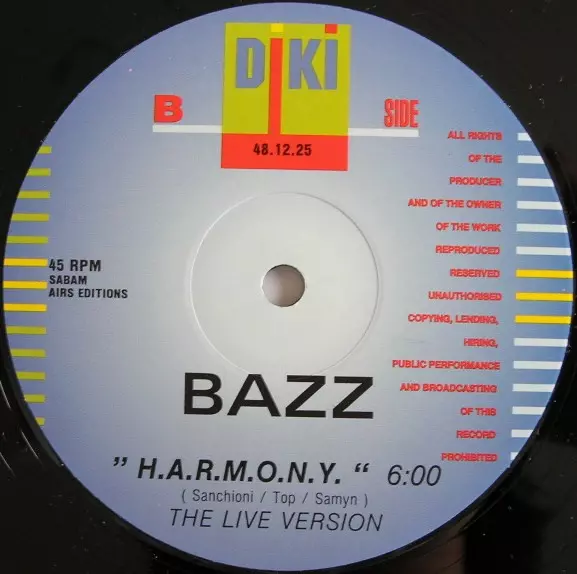 DiKi
B SIDE
48.12.25
ALL RIGHTS
OF THE
PRODUCER
AND OF THE OWNER
OF THE WORK
REPRODUCED
RESERVED
UNAUTHORISED
COPYING, LENDING,
HIRING,
PUBLIC PERFORMANCE
AND BROADCASTING
OF THIS
RECORD
PROHIBITED
45 RPM
SABAM
AIRS EDITIONS
BAZZ
” H.A.R.M.O.N.Y. “ 6:00
( Sanchioni / Top / Samyn )
THE LIVE VERSION